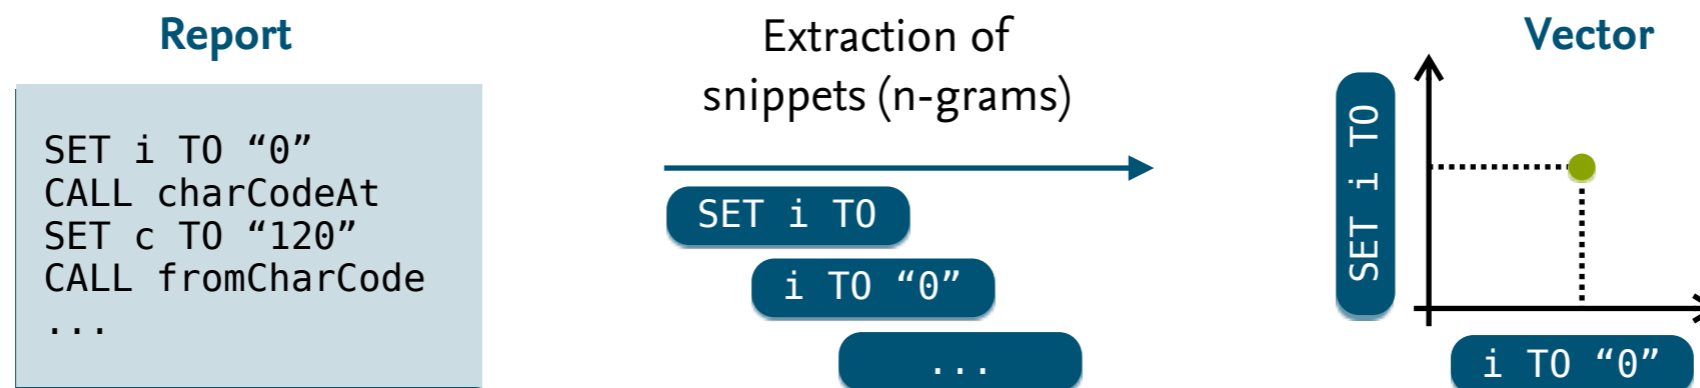 Report
SET i TO “0”
CALL charCodeAt
SET c TO “120”
CALL fromCharCode
...
Extraction of
snippets (n-grams)
SET i TO
i TO “0”
...
Vector
SET i TO
i TO “0”